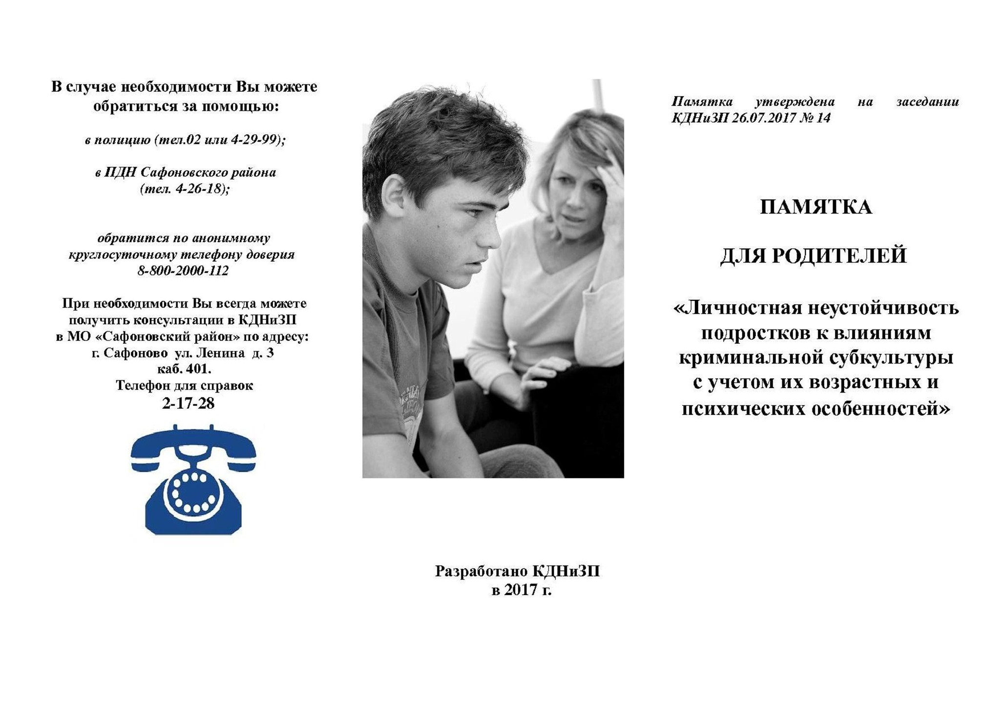 В случае необходимости Вы можете
обратиться за помощью:
в полицию (тел.02 или 4-29-99);
в ПДН Сафоновского района
(тел. 4-26-18);
обратится по анонимному
круглосуточному телефону доверия
8-800-2000-112
При необходимости Вы всегда можете
получить консультации в КДНиЗП
в МО «Сафоновский район» по адресу:
г. Сафоново ул. Ленина д. 3
каб. 401.
Телефон для справок
2-17-28
Разработано КДНиЗП
в 2017 г.
Памятка утверждена на заседании
КДНиЗП 26.07.2017 № 14
ПАМЯТКА
ДЛЯ РОДИТЕЛЕЙ
«Личностная неустойчивость
подростков к влияниям
криминальной субкультуры
с учетом их возрастных и
психических особенностей»